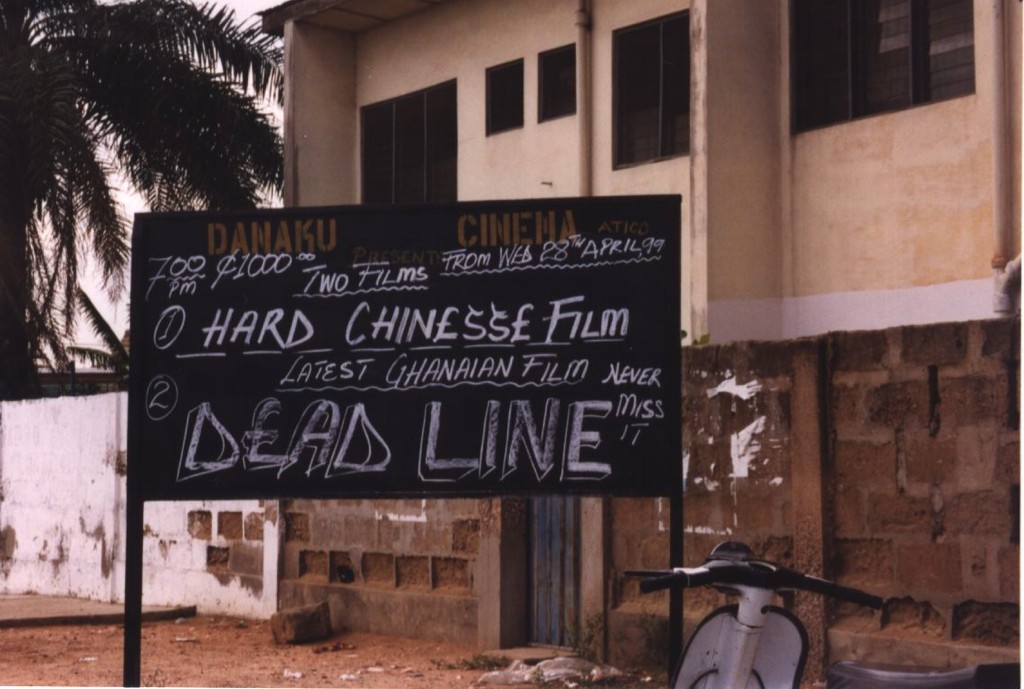 DANAKU CINEMA ATICO
PRESENT
7:00 PM ₵1000.00 TWO FILMS FROM WED 28TH APRIL, 99
① HARD CHINESSE FILM
LATEST GHANAIAN FILM NEVER MISS IT
② DEAD LINE